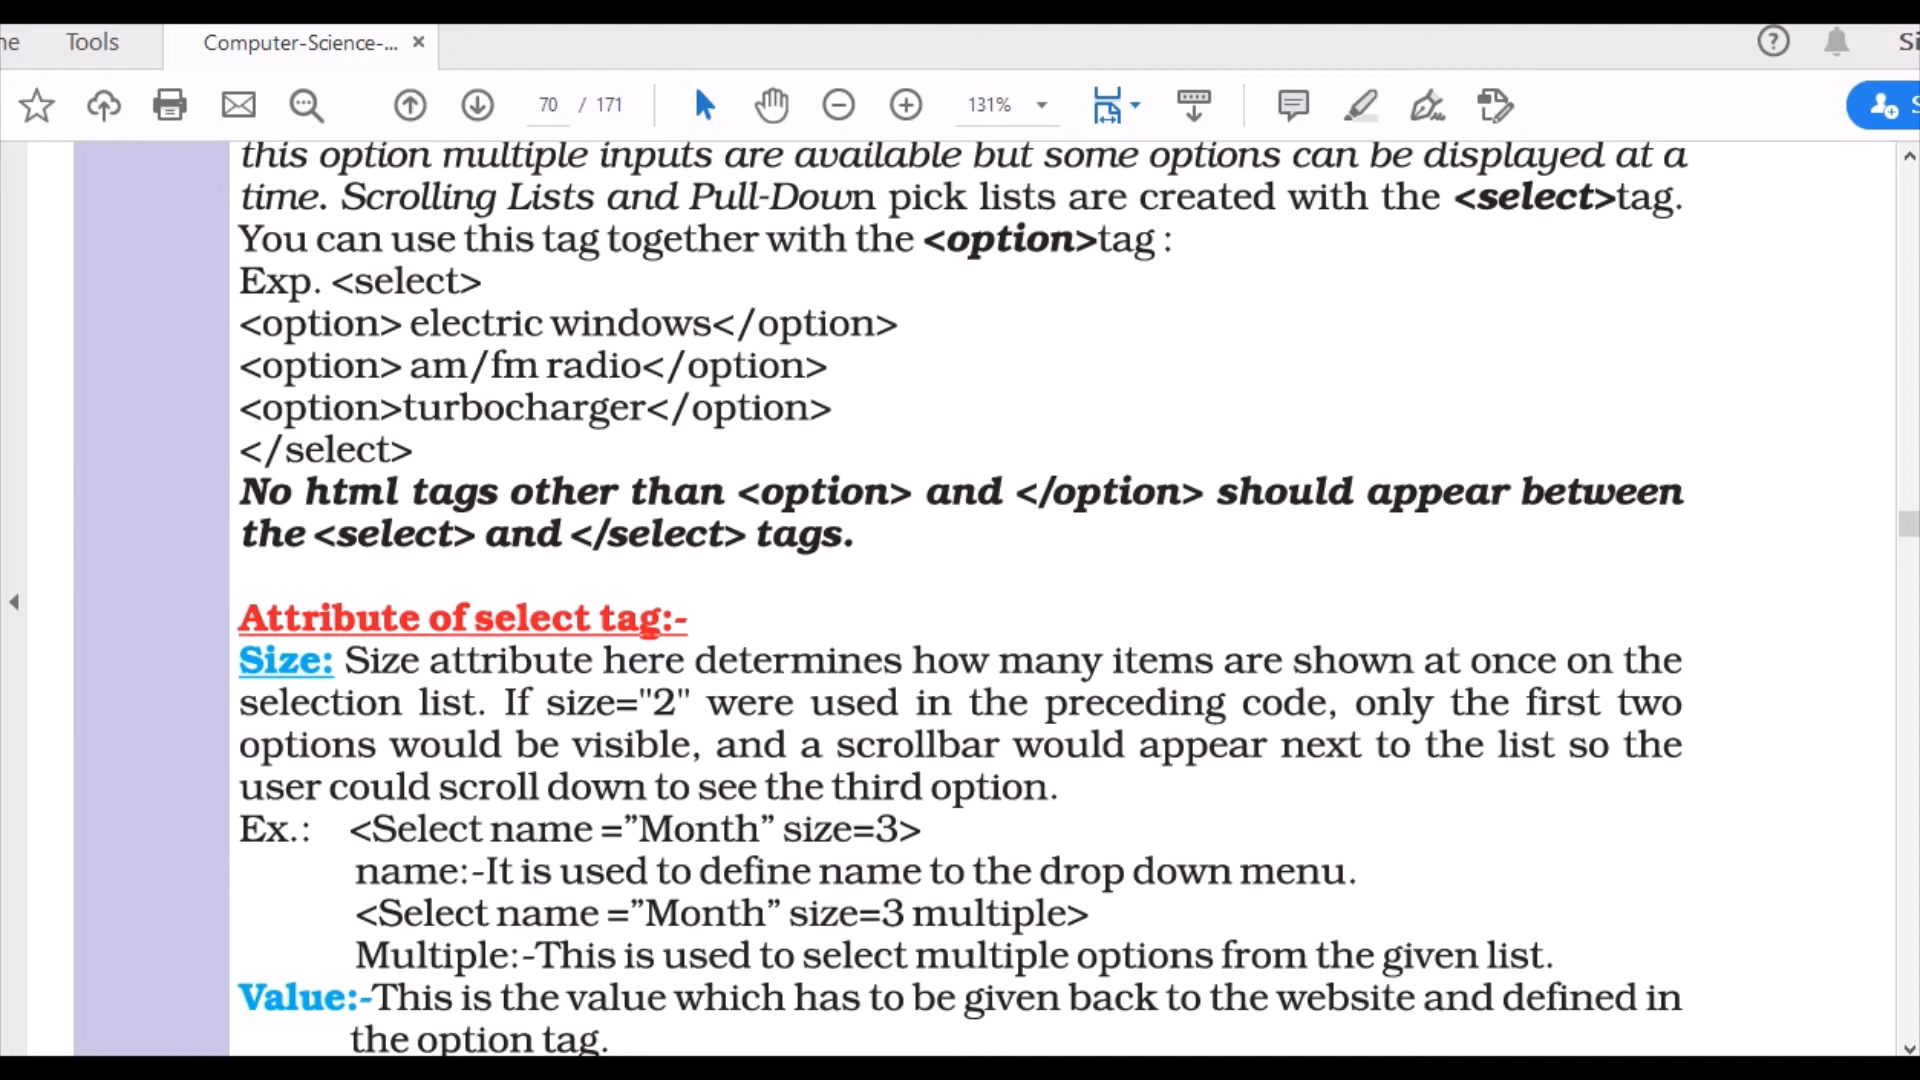 ne Tools Computer-Science-... × ? Si
70 / 171 131% S
this option multiple inputs are available but some options can be displayed at a
time. Scrolling Lists and Pull-Down pick lists are created with the <select>tag.
You can use this tag together with the <option>tag :
Exp. <select>
<option> electric windows</option>
<option> am/fm radio</option>
<option>turbocharger</option>
</select>
No html tags other than <option> and </option> should appear between
the <select> and </select> tags.
Attribute of select tag:-
Size: Size attribute here determines how many items are shown at once on the
selection list. If size="2" were used in the preceding code, only the first two
options would be visible, and a scrollbar would appear next to the list so the
user could scroll down to see the third option.
Ex.: <Select name =”Month” size=3>
name:-It is used to define name to the drop down menu.
<Select name =”Month” size=3 multiple>
Multiple:-This is used to select multiple options from the given list.
Value:-This is the value which has to be given back to the website and defined in
the option tag.